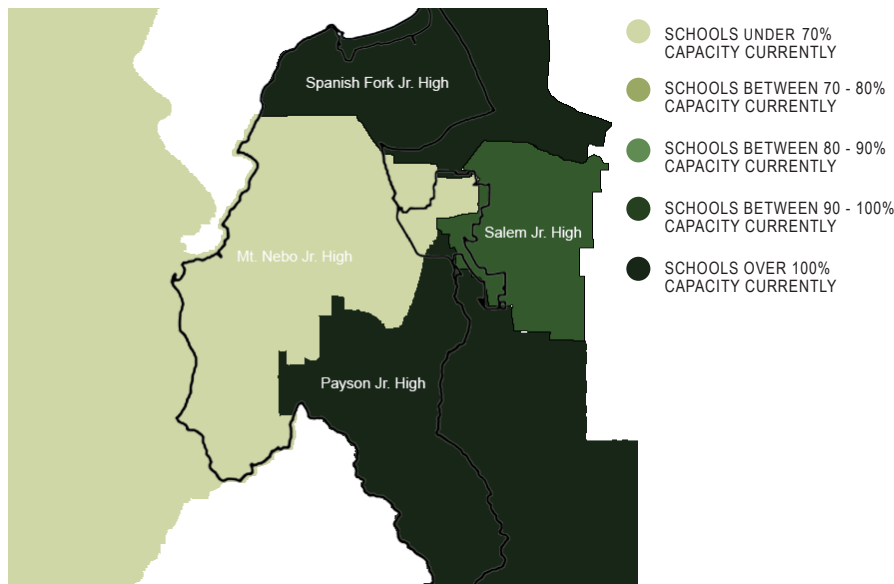 Spanish Fork Jr. High
Salem Jr. High
Mt. Nebo Jr. High
Payson Jr. High
SCHOOLS UNDER 70%
CAPACITY CURRENTLY
SCHOOLS BETWEEN 70 - 80%
CAPACITY CURRENTLY
SCHOOLS BETWEEN 80 - 90%
CAPACITY CURRENTLY
SCHOOLS BETWEEN 90 - 100%
CAPACITY CURRENTLY
SCHOOLS OVER 100%
CAPACITY CURRENTLY